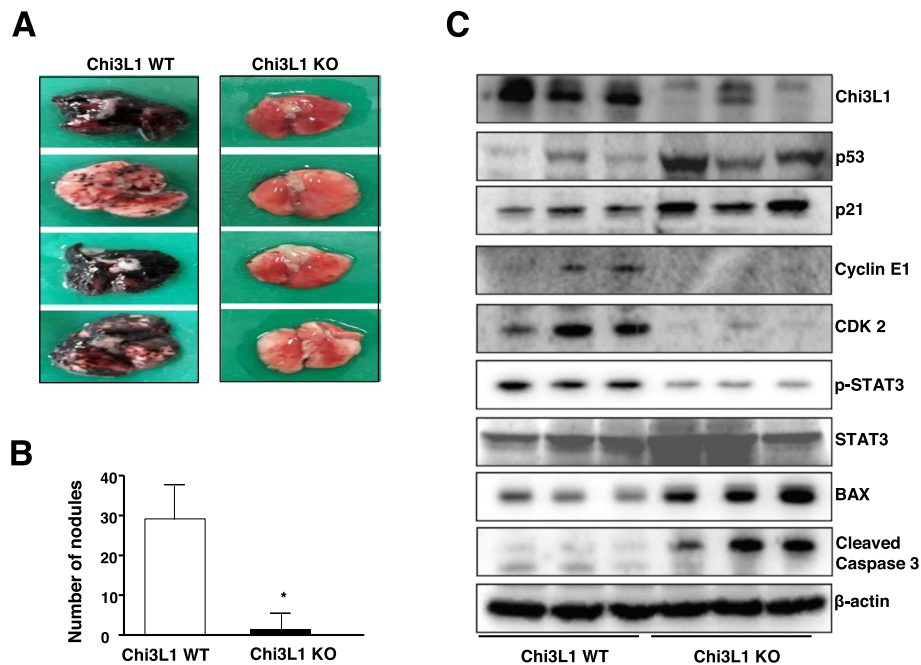 A
Chi3L1 WT
Chi3L1 KO
B
Number of nodules
40
30
20
10
0
*
Chi3L1 WT
Chi3L1 KO
C
Chi3L1
p53
p21
Cyclin E1
CDK 2
p-STAT3
STAT3
BAX
Cleaved
Caspase 3
β-actin
Chi3L1 WT
Chi3L1 KO